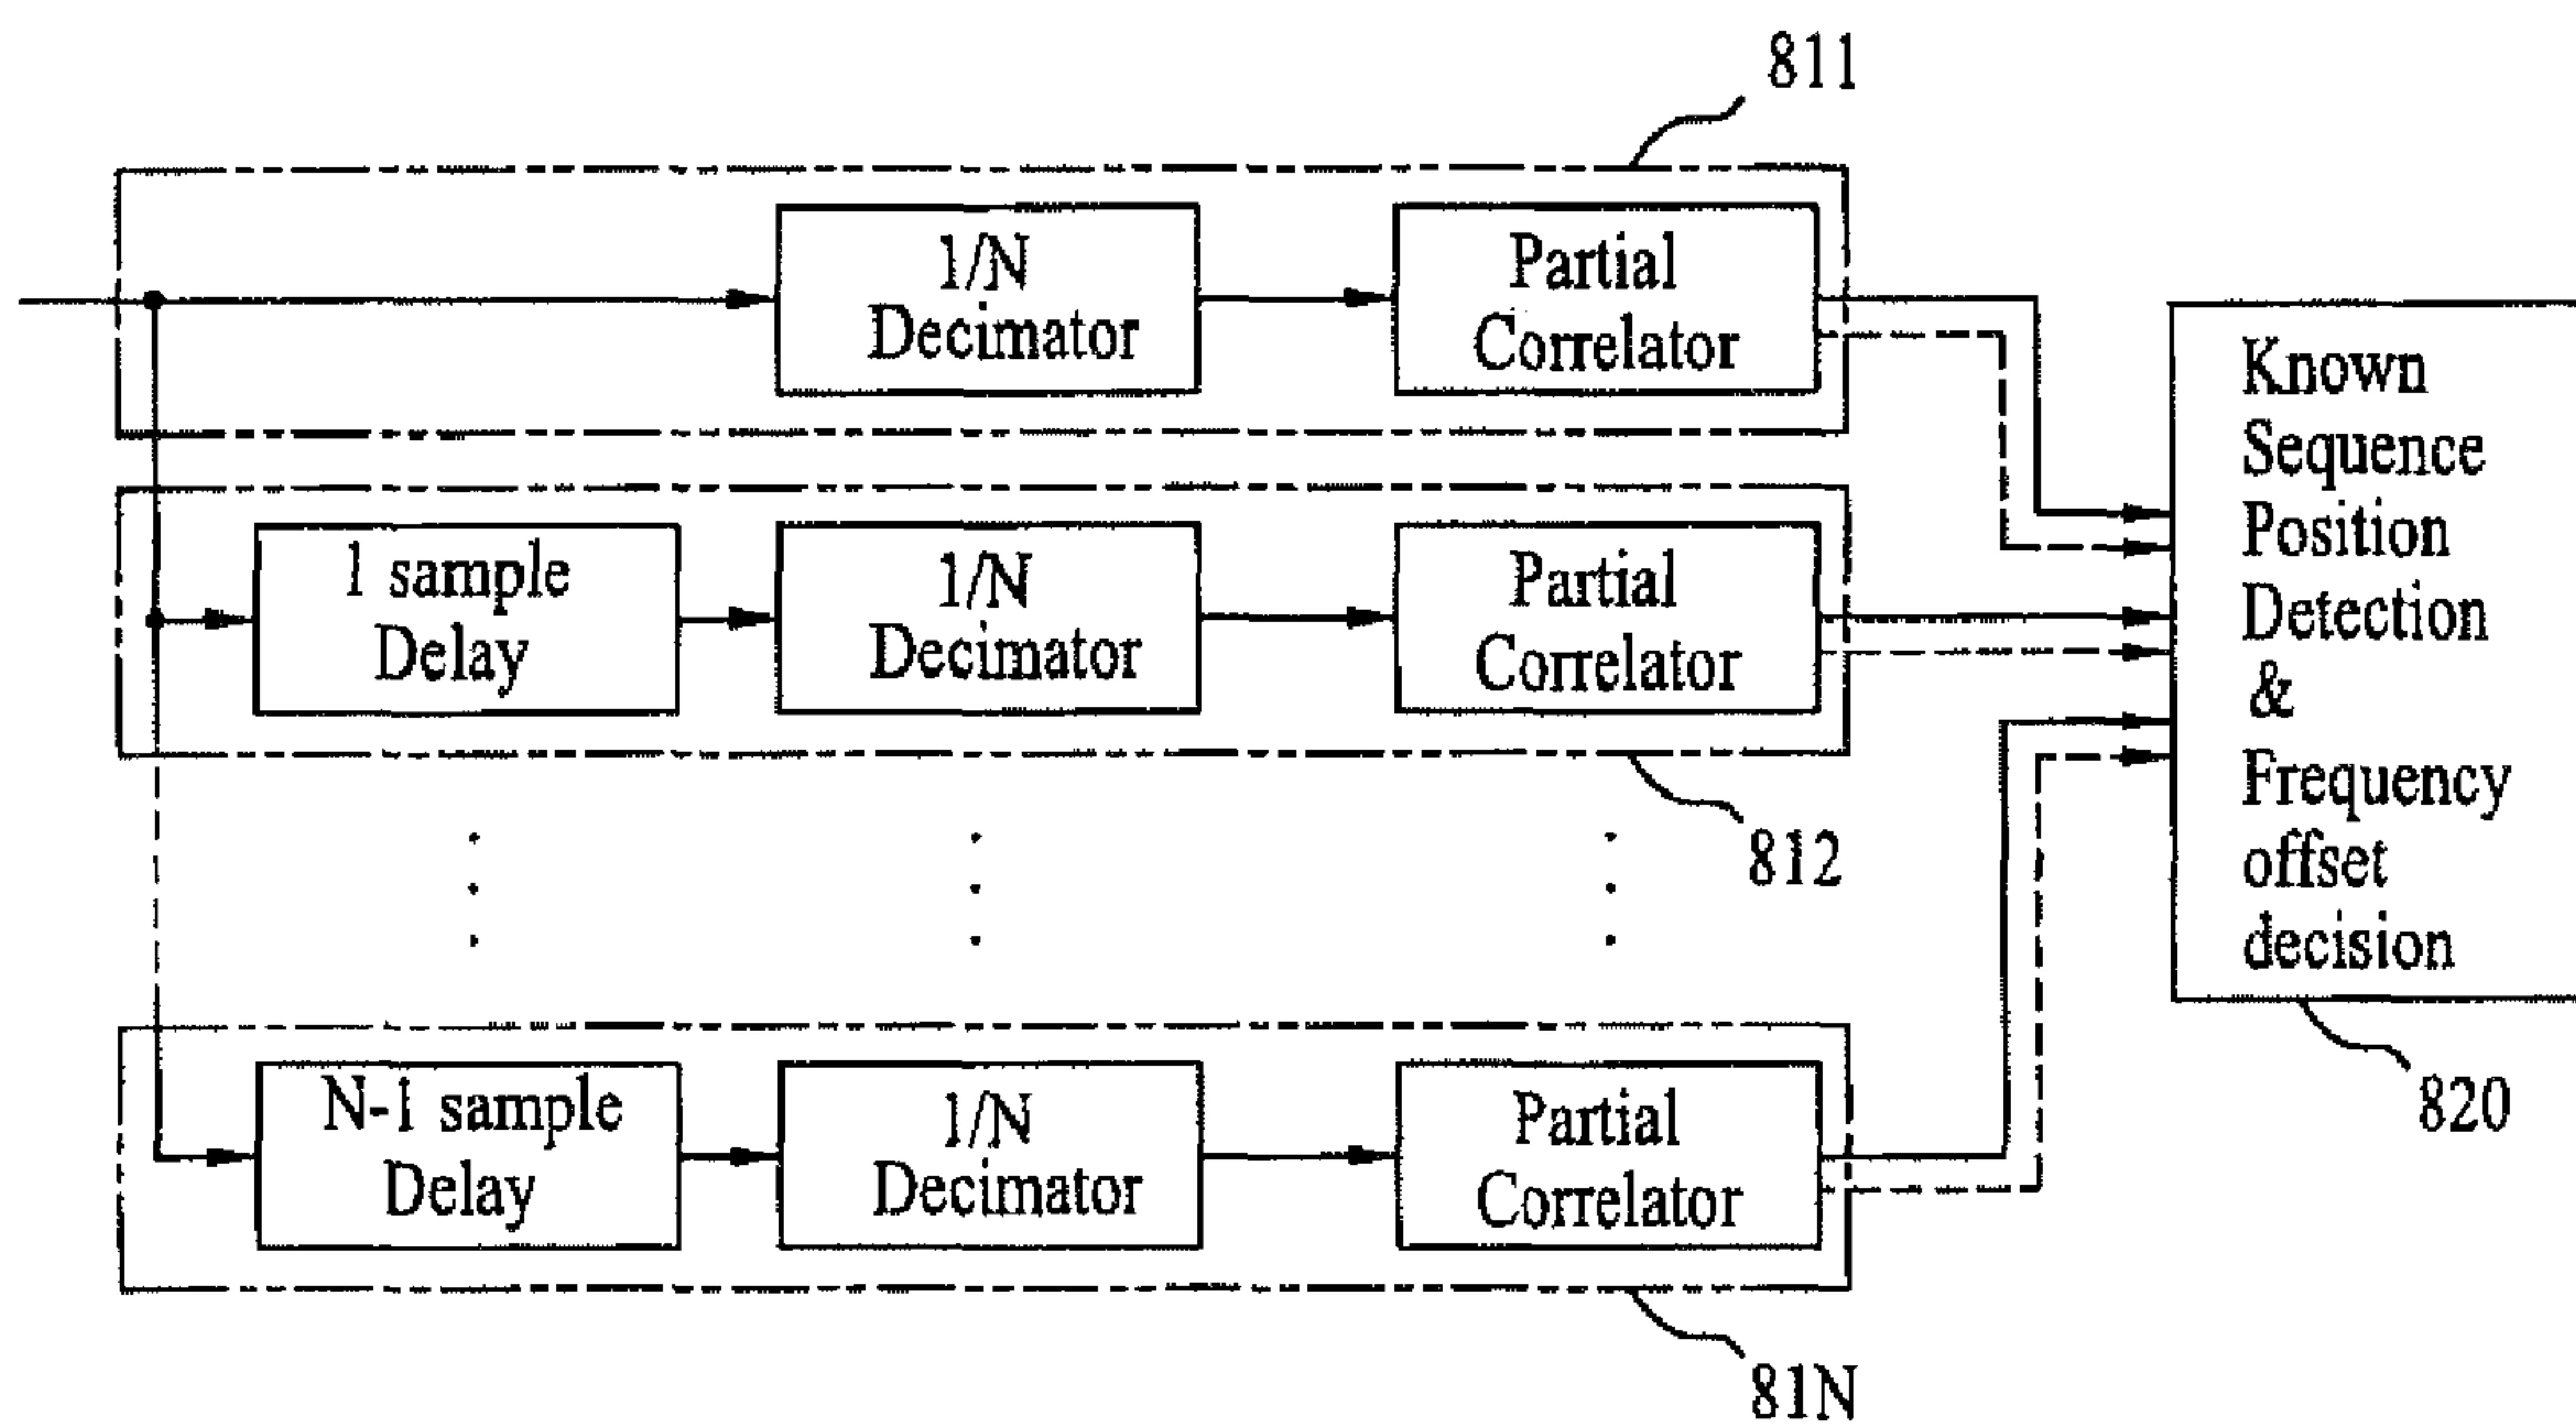 811
1/N
Decimator
Partial
Correlator
1 sample
Delay
1/N
Decimator
Partial
Correlator
812
N-1 sample
Delay
1/N
Decimator
Partial
Correlator
81N
Known
Sequence
Position
Detection
&
Frequency
offset
decision
820